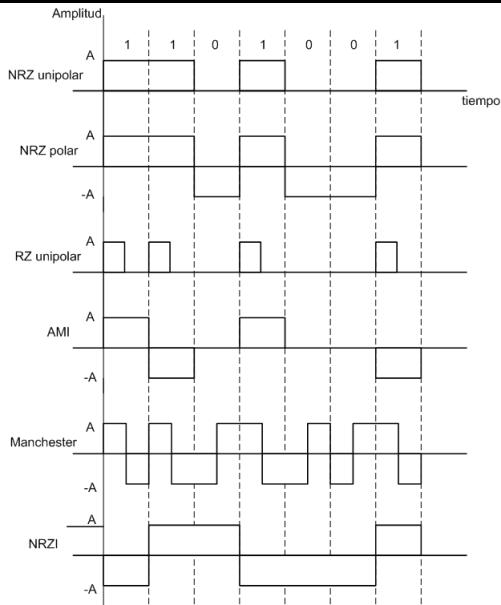 Amplitud
1 1 0 1 0 0 1
A
NRZ unipolar
tiempo
A
NRZ polar
-A
A
RZ unipolar
A
AMI
-A
A
Manchester
-A
A
NRZI
-A